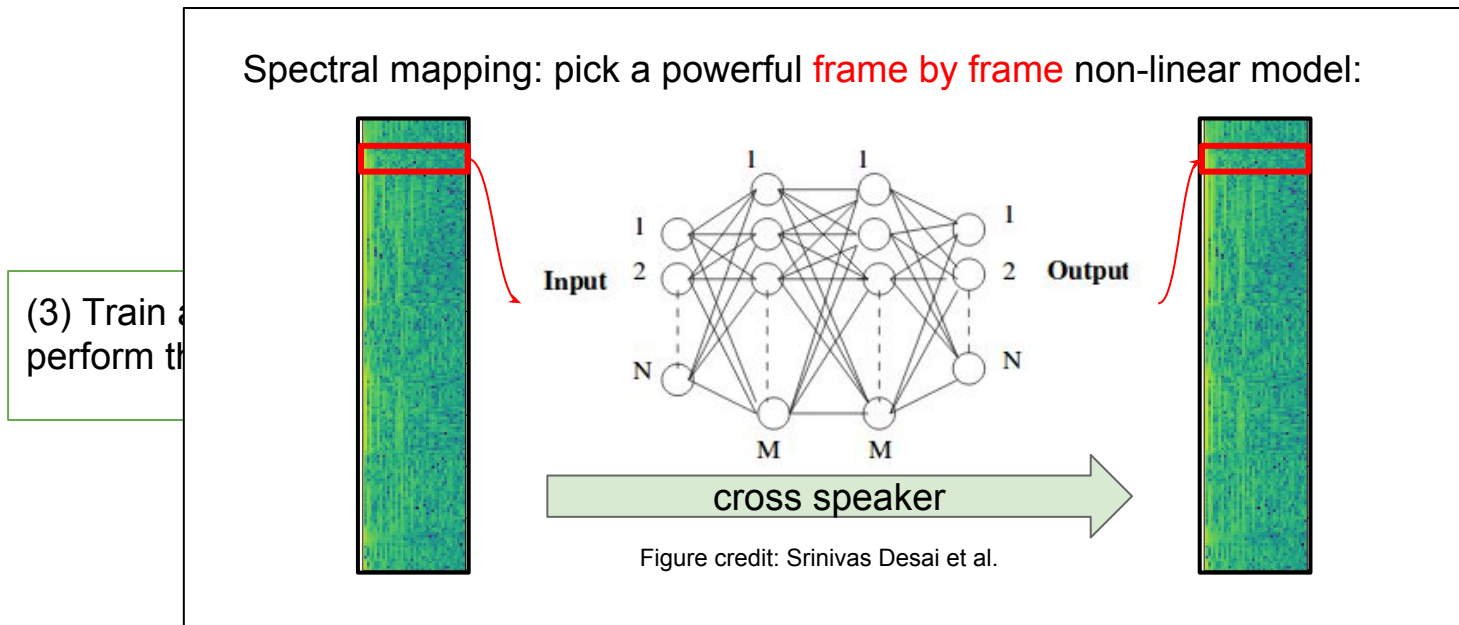 Spectral mapping: pick a powerful frame by frame non-linear model:
(3) Train
perform
1 1
1 1
Input 2 2 Output
N N
M M
cross speaker
Figure credit: Srinivas Desai et al.